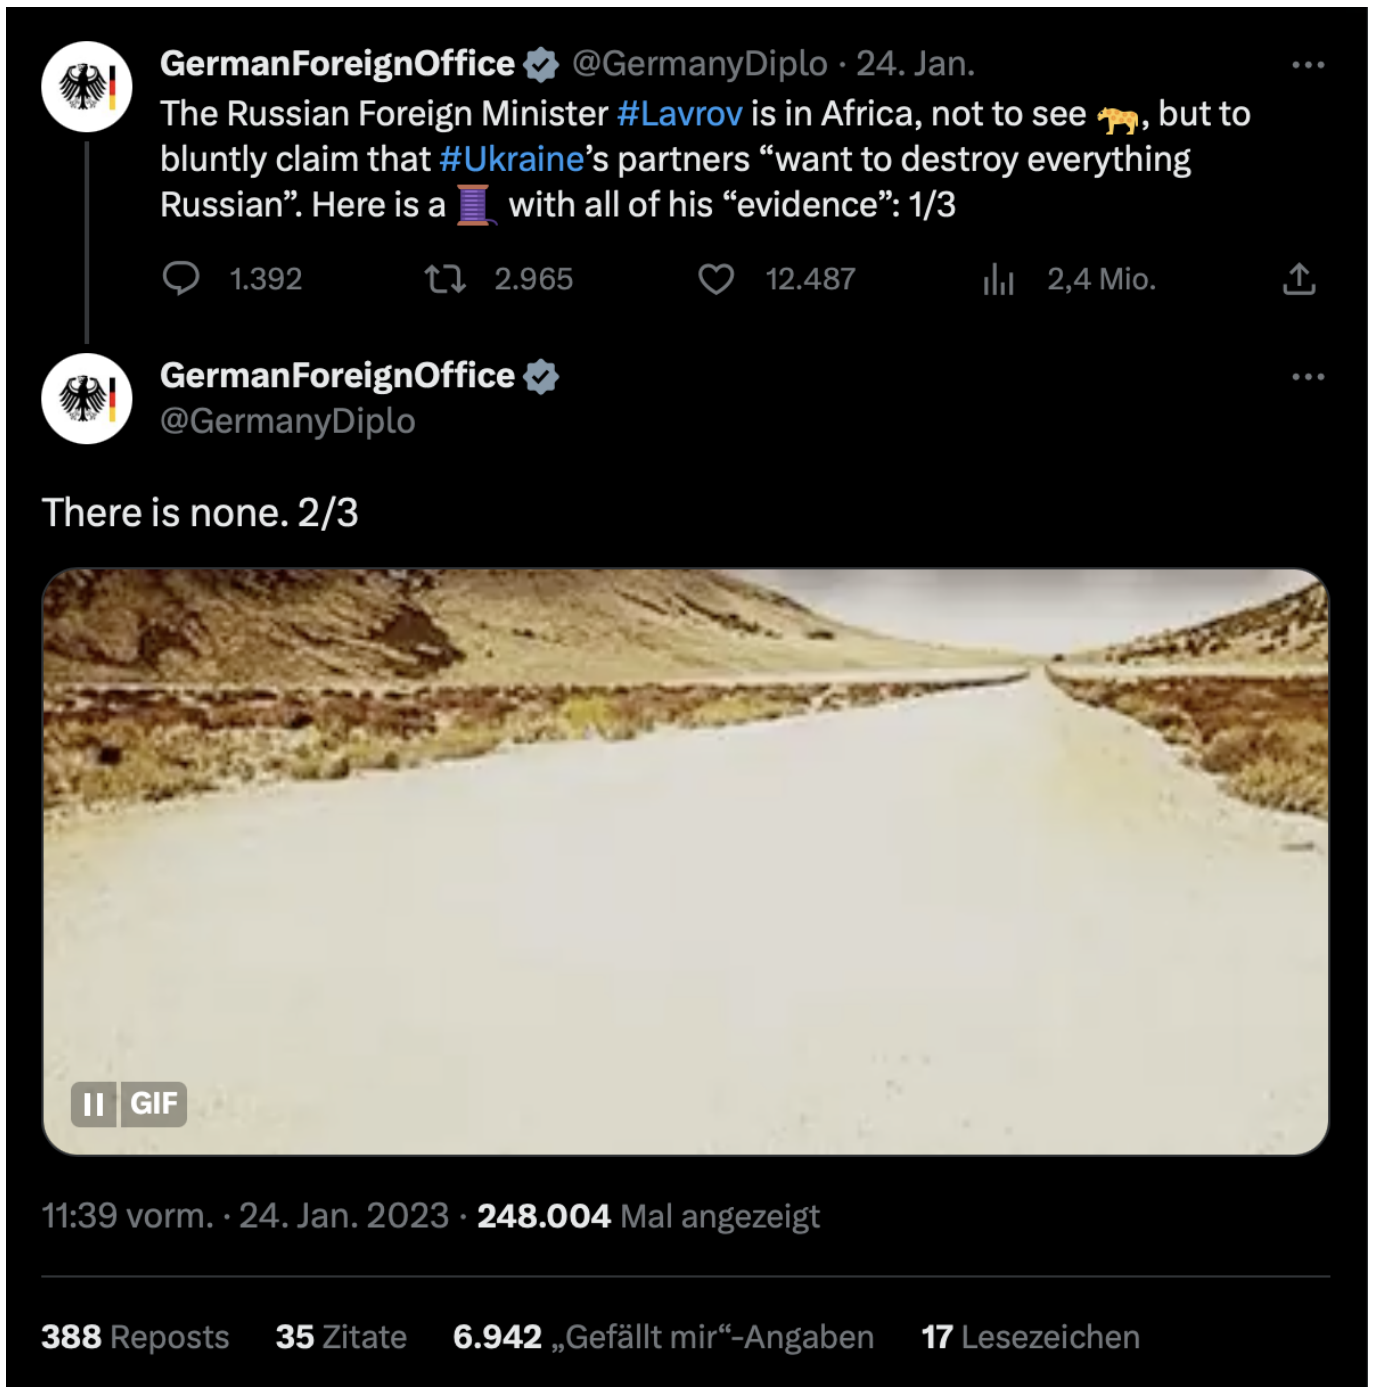 GermanForeignOffice @GermanyDiplo · 24. Jan.
The Russian Foreign Minister #Lavrov is in Africa, not to see 🐆, but to
bluntly claim that #Ukraine’s partners “want to destroy everything
Russian”. Here is a 🧵 with all of his “evidence”: 1/3
1.392 2.965 12.487 2,4 Mio.
GermanForeignOffice
@GermanyDiplo
There is none. 2/3
GIF
11:39 vorm. · 24. Jan. 2023 · 248.004 Mal angezeigt
388 Reposts 35 Zitate 6.942 „Gefällt mir“-Angaben 17 Lesezeichen